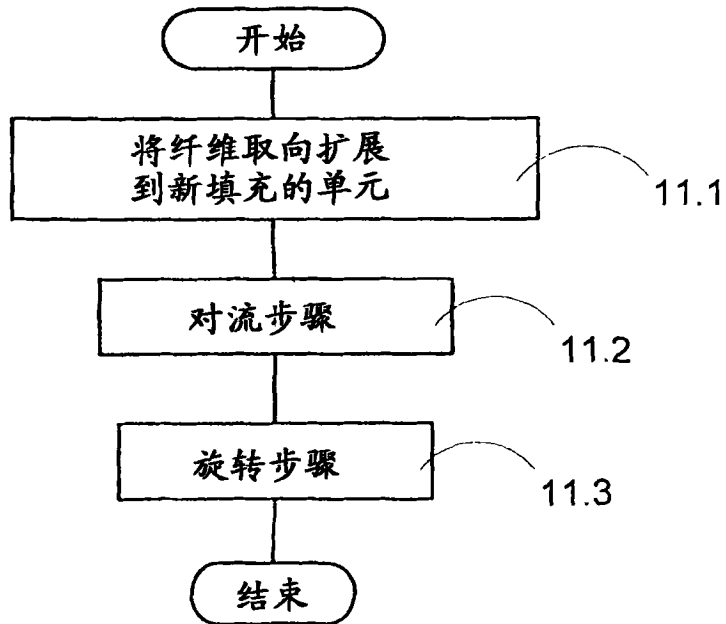 开始
将纤维取向扩展
到新填充的单元
11.1
对流步骤
11.2
旋转步骤
11.3
结束